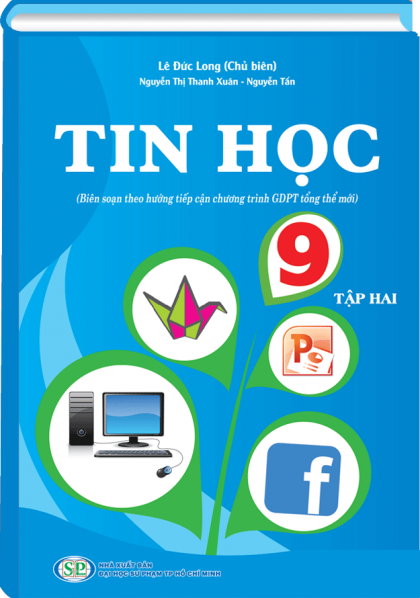 Lê Đức Long (Chủ biên)
Nguyễn Thị Thanh Xuân - Nguyễn Tấn
TIN HỌC
(Biên soạn theo hướng tiếp cận chương trình GDPT tổng thể mới)
9
TẬP HAI
P
f
SP
NHÀ XUẤT BẢN
ĐẠI HỌC SƯ PHẠM TP HỒ CHÍ MINH